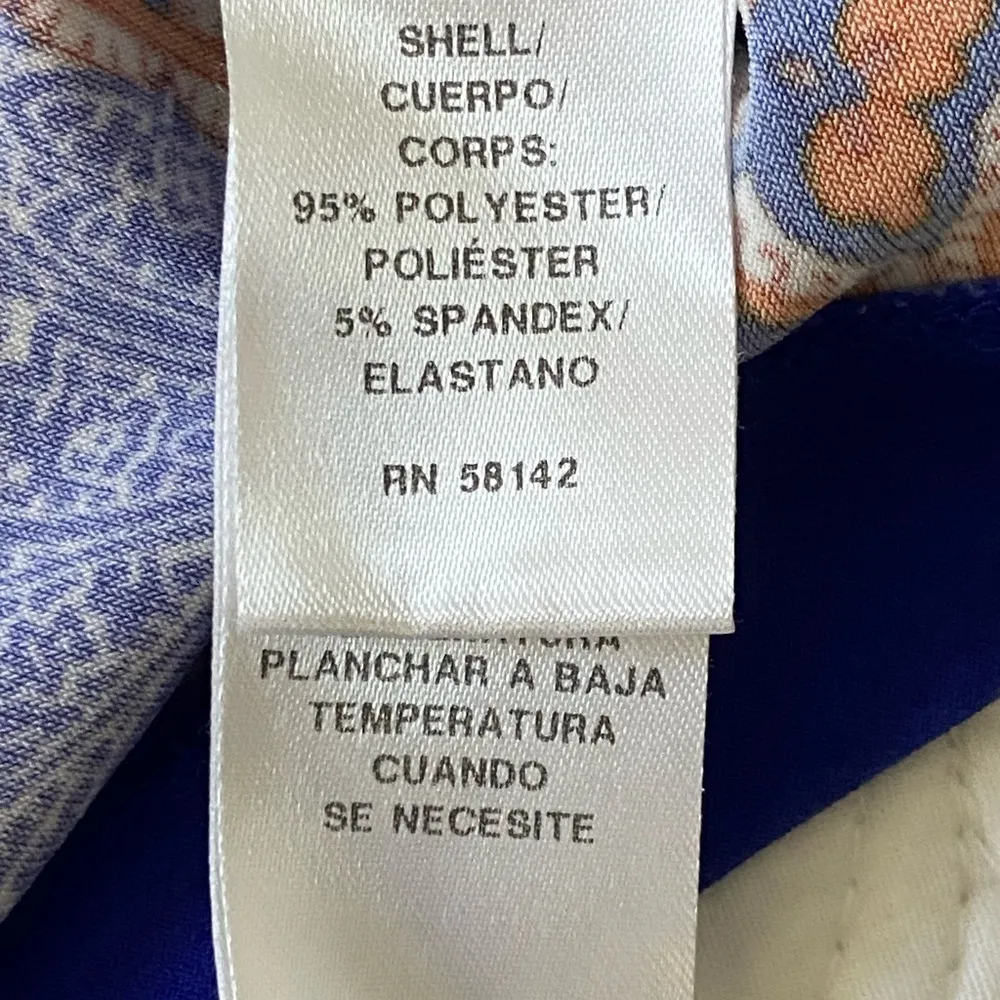 SHELL/
CUERPO/
CORPS:
95% POLYESTER/
POLIÉSTER
5% SPANDEX/
ELASTANO
RN 58142
PLANCHAR A BAJA
TEMPERATURA
CUANDO
SE NECESITE